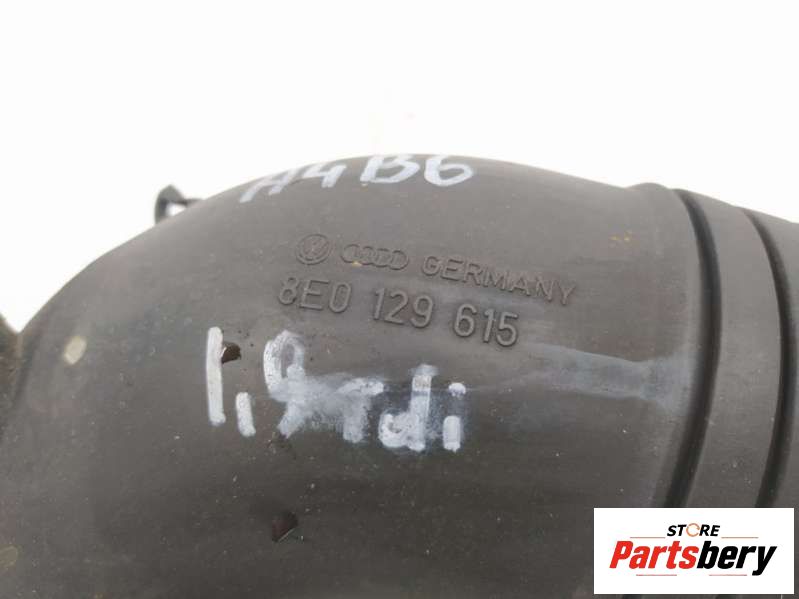 A4B6
GERMANY
8E0 129 615
1,9 tdi
STORE
Partsbery